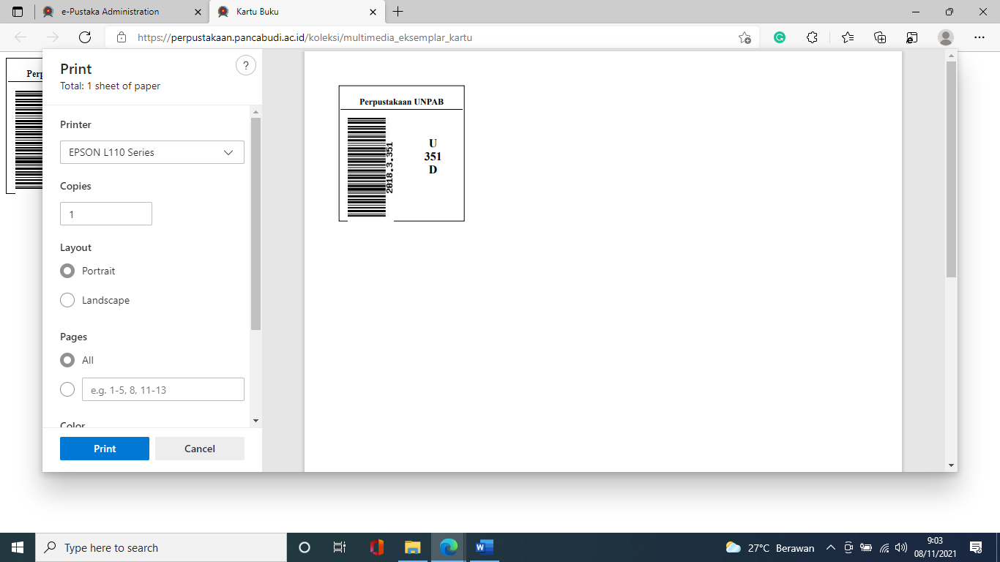 e-Pustaka Administration
Kartu Buku
https://perpustakaan.pancabudi.ac.id/koleksi/multimedia_eksemplar_kartu
Print
Total: 1 sheet of paper
?
Printer
EPSON L110 Series
Copies
1
Layout
Portrait
Landscape
Pages
All
e.g. 1-5, 8, 11-13
Color
Print
Cancel
Perpustakaan UNPAB
2018.3.351
U
351
D
Type here to search
27°C Berawan
9:03
08/11/2021